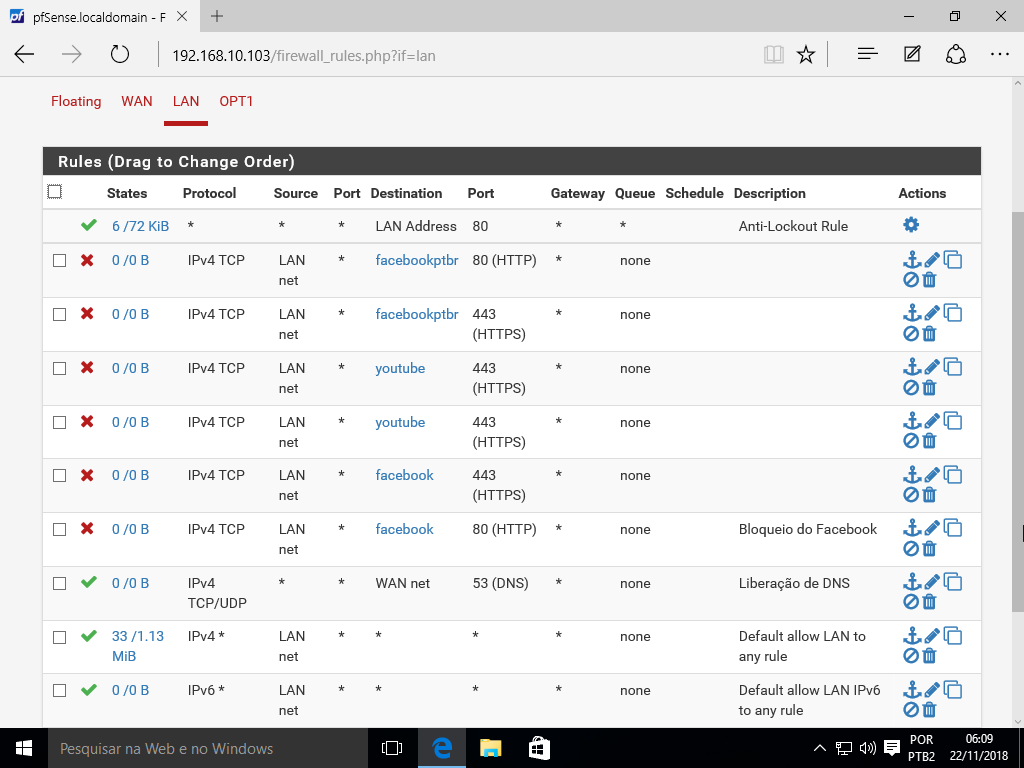 pfSense.localdomain - F
192.168.10.103/firewall_rules.php?if=lan
Floating WAN LAN OPT1
Rules (Drag to Change Order)
States Protocol Source Port Destination Port Gateway Queue Schedule Description Actions
6 /72 KiB * * * LAN Address 80 * * Anti-Lockout Rule
0 /0 B IPv4 TCP LAN * facebookptbr 80 (HTTP) * none
net
0 /0 B IPv4 TCP LAN * facebookptbr 443 * none
net (HTTPS)
0 /0 B IPv4 TCP LAN * youtube 443 * none
net (HTTPS)
0 /0 B IPv4 TCP LAN * youtube 443 * none
net (HTTPS)
0 /0 B IPv4 TCP LAN * facebook 443 * none
net (HTTPS)
0 /0 B IPv4 TCP LAN * facebook 80 (HTTP) * none Bloqueio do Facebook
net
0 /0 B IPv4 * * WAN net 53 (DNS) * none Liberação de DNS
TCP/UDP
33 /1.13 IPv4 * LAN * * * * none Default allow LAN to
MiB net any rule
0 /0 B IPv6 * LAN * * * * none Default allow LAN IPv6
net to any rule
Pesquisar na Web e no Windows
POR 06:09
PTB2 22/11/2018